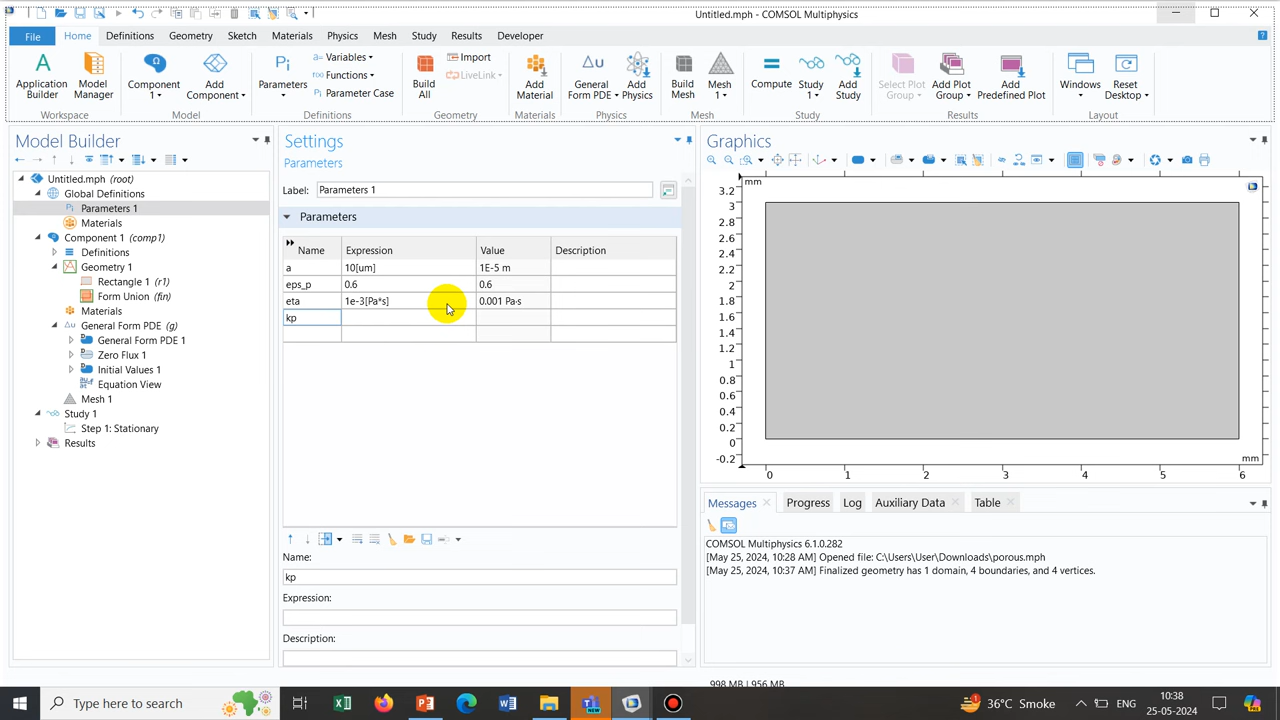 Untitled.mph - COMSOL Multiphysics
File Home Definitions Geometry Sketch Materials Physics Mesh Study Results Developer
Application Builder
Model Manager
Workspace
Component 1
Add Component
Model
Parameters
Variables
Functions
Parameter Case
Definitions
Build All
Import
LiveLink
Geometry
Add Material
Materials
General Form PDE
Add Physics
Physics
Build Mesh
Mesh 1
Mesh
Compute
Study 1
Add Study
Study
Select Plot Group
Add Plot Group
Add Predefined Plot
Results
Windows
Reset Desktop
Layout
Model Builder
Untitled.mph (root)
Global Definitions
Parameters 1
Materials
Component 1 (comp1)
Definitions
Geometry 1
Rectangle 1 (r1)
Form Union (fin)
Materials
General Form PDE (g)
General Form PDE 1
Zero Flux 1
Initial Values 1
Equation View
Mesh 1
Study 1
Step 1: Stationary
Results
Settings
Parameters
Label: Parameters 1
Parameters
Name Expression Value Description
a 10[um] 1E-5 m
eps_p 0.6 0.6
eta 1e-3[Pa*s] 0.001 Pa·s
kp
Name:
kp
Expression:
Description:
Graphics
mm
3.2
3
2.8
2.6
2.4
2.2
2
1.8
1.6
1.4
1.2
1
0.8
0.6
0.4
0.2
0
-0.2
mm
0 1 2 3 4 5 6
Messages Progress Log Auxiliary Data Table
COMSOL Multiphysics 6.1.0.282
[May 25, 2024, 10:28 AM] Opened file: C:\Users\User\Downloads\porous.mph
[May 25, 2024, 10:37 AM] Finalized geometry has 1 domain, 4 boundaries, and 4 vertices.
998 MB | 956 MB
Type here to search
36°C Smoke
ENG
10:38
25-05-2024